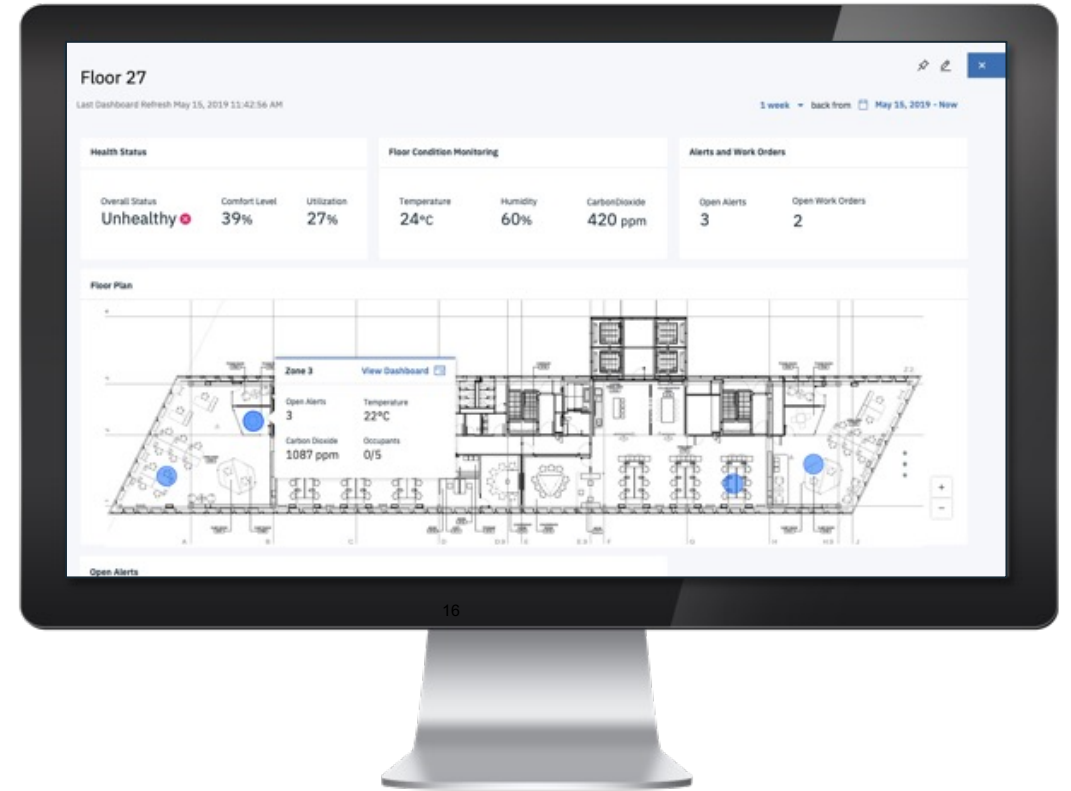 Floor 27
Last Dashboard Refresh May 15, 2019 11:42:56 AM
1 week back from May 15, 2019 - Now
Health Status
Overall Status Comfort Level Utilization
Unhealthy 39% 27%
Floor Condition Monitoring
Temperature Humidity CarbonDioxide
24°C 60% 420 ppm
Alerts and Work Orders
Open Alerts Open Work Orders
3 2
Floor Plan
Zone 3 View Dashboard
Open Alerts Temperature
3 22°C
Carbon Dioxide Occupants
1087 ppm 0/5
A B C D E F G H J
+
−
Open Alerts
16